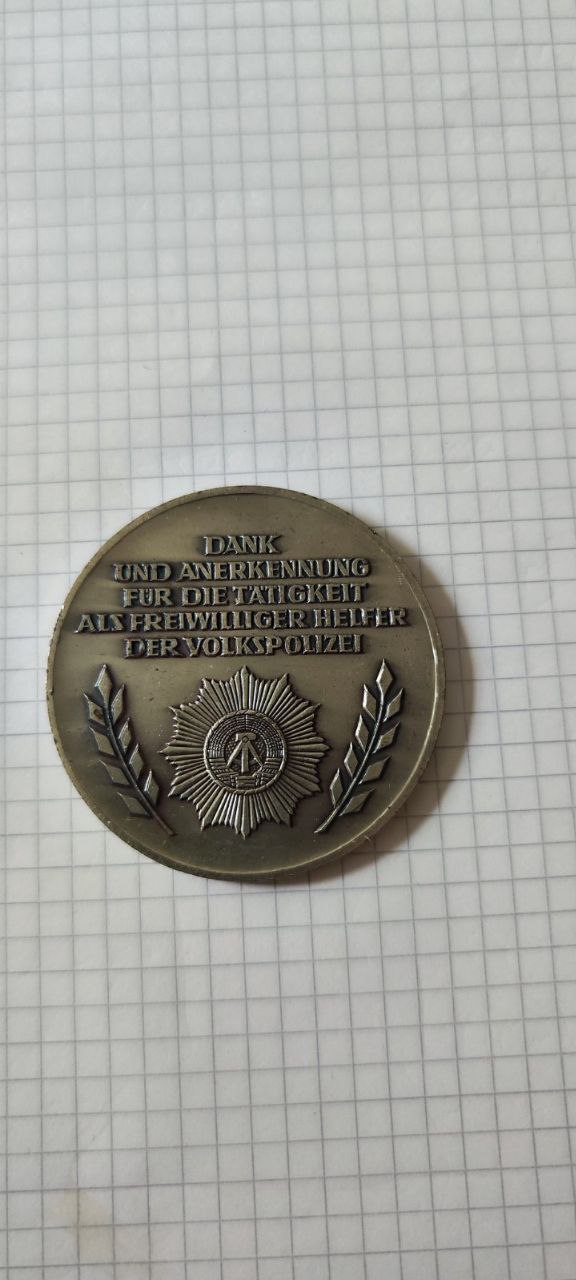 DANK
UND ANERKENNUNG
FÜR DIE TÄTIGKEIT
ALS FREIWILLIGER HELFER
DER VOLKSPOLIZEI